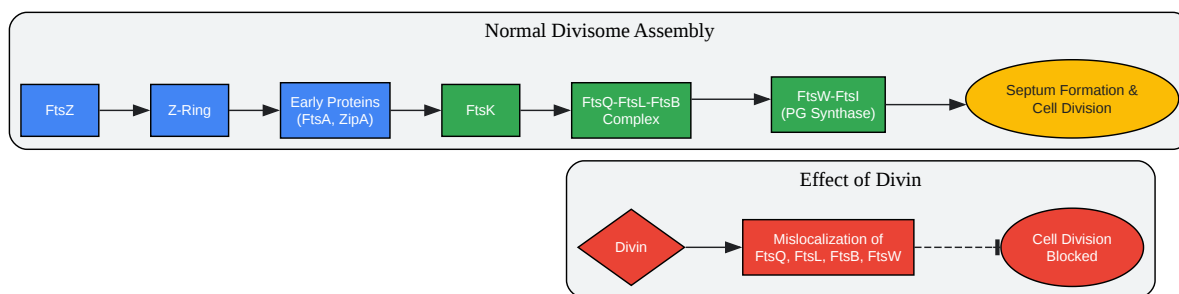 Normal Divisome Assembly
FtsZ
Z-Ring
Early Proteins
(FtsA, ZipA)
FtsK
FtsQ-FtsL-FtsB
Complex
FtsW-FtsI
(PG Synthase)
Septum Formation &
Cell Division
Effect of Divin
Divin
Mislocalization of
FtsQ, FtsL, FtsB, FtsW
Cell Division
Blocked